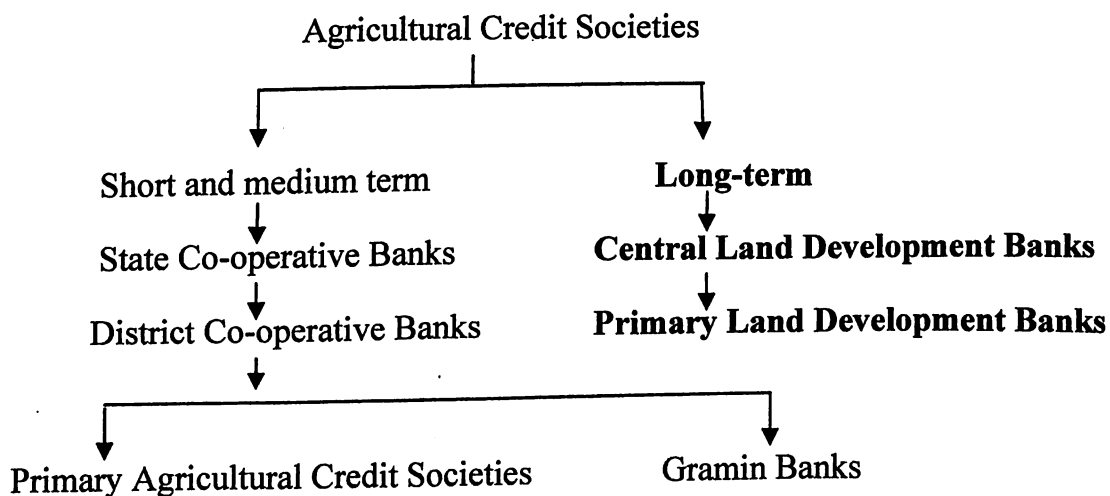 Agricultural Credit Societies
Short and medium term
Long-term
State Co-operative Banks
Central Land Development Banks
District Co-operative Banks
Primary Land Development Banks
Primary Agricultural Credit Societies
Gramin Banks